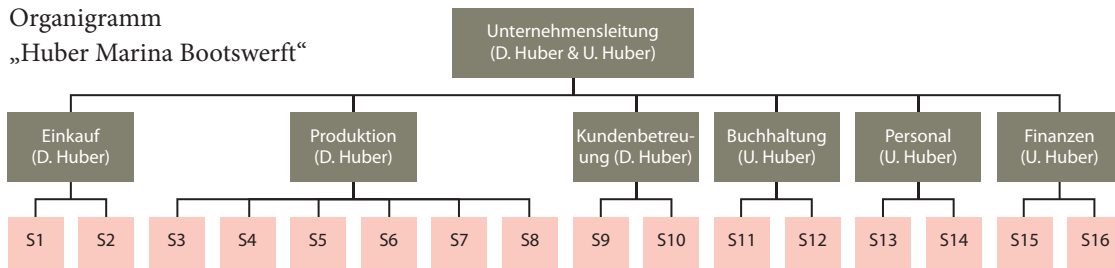 Organigramm
„Huber Marina Bootswerft“
Unternehmensleitung
(D. Huber & U. Huber)
Einkauf
(D. Huber)
Produktion
(D. Huber)
Kundenbetreu-
ung (D. Huber)
Buchhaltung
(U. Huber)
Personal
(U. Huber)
Finanzen
(U. Huber)
S1
S2
S3
S4
S5
S6
S7
S8
S9
S10
S11
S12
S13
S14
S15
S16